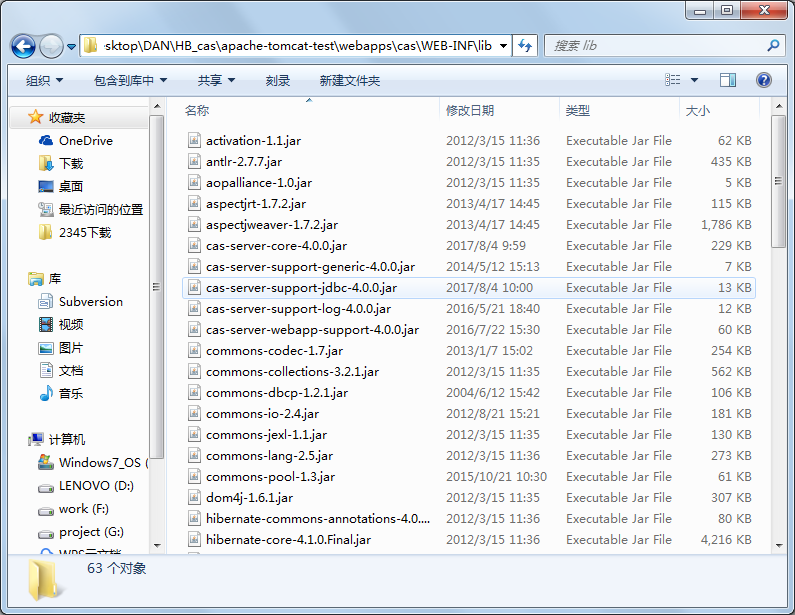 sktop\DAN\HB_cas\apache-tomcat-test\webapps\cas\WEB-INF\lib
搜索 lib
组织 包含到库中 共享 刻录 新建文件夹
收藏夹
OneDrive
下载
桌面
最近访问的位置
2345下载
库
Subversion
视频
图片
文档
音乐
计算机
Windows7_OS (
LENOVO (D:)
work (F:)
project (G:)
WPS云文档
名称 修改日期 类型 大小
activation-1.1.jar 2012/3/15 11:36 Executable Jar File 62 KB
antlr-2.7.7.jar 2012/3/15 11:35 Executable Jar File 435 KB
aopalliance-1.0.jar 2012/3/15 11:35 Executable Jar File 5 KB
aspectjrt-1.7.2.jar 2013/4/17 14:45 Executable Jar File 115 KB
aspectjweaver-1.7.2.jar 2013/4/17 14:45 Executable Jar File 1,786 KB
cas-server-core-4.0.0.jar 2017/8/4 9:59 Executable Jar File 229 KB
cas-server-support-generic-4.0.0.jar 2014/5/12 15:13 Executable Jar File 7 KB
cas-server-support-jdbc-4.0.0.jar 2017/8/4 10:00 Executable Jar File 13 KB
cas-server-support-log-4.0.0.jar 2016/5/21 18:40 Executable Jar File 12 KB
cas-server-webapp-support-4.0.0.jar 2016/7/22 15:30 Executable Jar File 60 KB
commons-codec-1.7.jar 2013/1/7 15:02 Executable Jar File 254 KB
commons-collections-3.2.1.jar 2012/3/15 11:35 Executable Jar File 562 KB
commons-dbcp-1.2.1.jar 2004/6/12 15:42 Executable Jar File 106 KB
commons-io-2.4.jar 2012/8/21 15:21 Executable Jar File 181 KB
commons-jexl-1.1.jar 2012/3/15 11:35 Executable Jar File 130 KB
commons-lang-2.5.jar 2012/3/15 11:36 Executable Jar File 273 KB
commons-pool-1.3.jar 2015/10/21 10:30 Executable Jar File 61 KB
dom4j-1.6.1.jar 2012/3/15 11:35 Executable Jar File 307 KB
hibernate-commons-annotations-4.0.... 2012/3/15 11:36 Executable Jar File 80 KB
hibernate-core-4.1.0.Final.jar 2012/3/15 11:36 Executable Jar File 4,216 KB
63 个对象